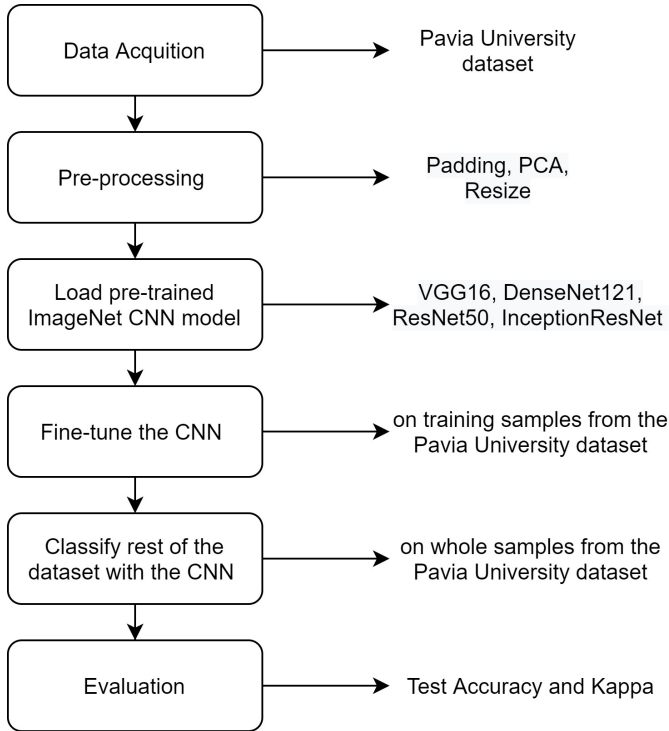 Data Acquition
Pavia University
dataset
Pre-processing
Padding, PCA,
Resize
Load pre-trained
ImageNet CNN model
VGG16, DenseNet121,
ResNet50, InceptionResNet
Fine-tune the CNN
on training samples from the
Pavia University dataset
Classify rest of the
dataset with the CNN
on whole samples from the
Pavia University dataset
Evaluation
Test Accuracy and Kappa